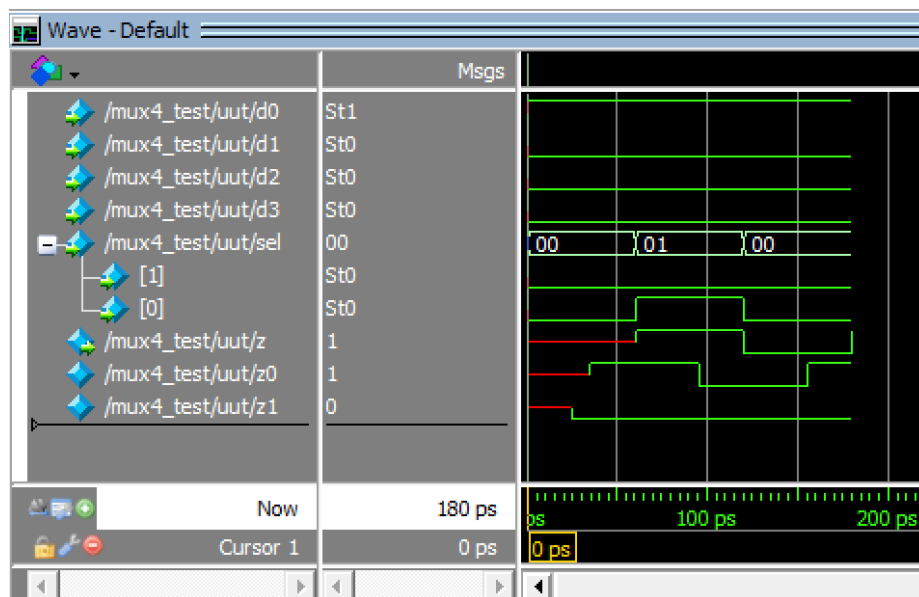 Wave - Default
Msgs
/mux4_test/uut/d0 St1
/mux4_test/uut/d1 St0
/mux4_test/uut/d2 St0
/mux4_test/uut/d3 St0
/mux4_test/uut/sel 00 00 01 00
[1] St0
[0] St0
/mux4_test/uut/z 1
/mux4_test/uut/z0 1
/mux4_test/uut/z1 0
Now 180 ps ps 100 ps 200 ps
Cursor 1 0 ps 0 ps